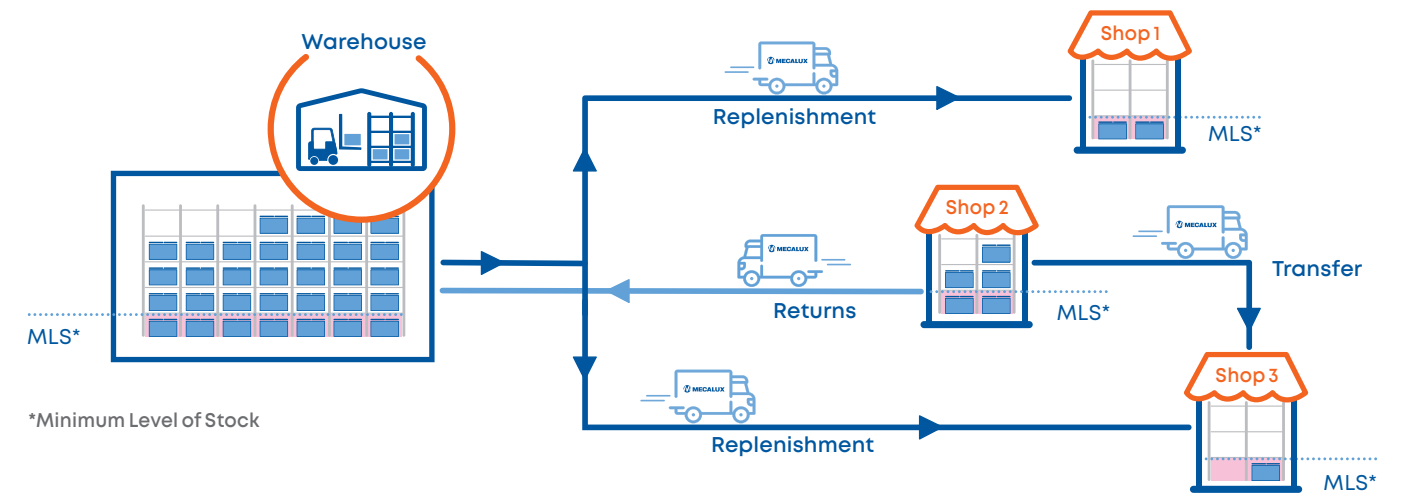 Warehouse
MECALUX
Replenishment
Shop 1
MLS*
Shop 2
MECALUX
Transfer
MECALUX
Returns
MLS*
MLS*
MECALUX
Replenishment
Shop 3
MLS*
*Minimum Level of Stock